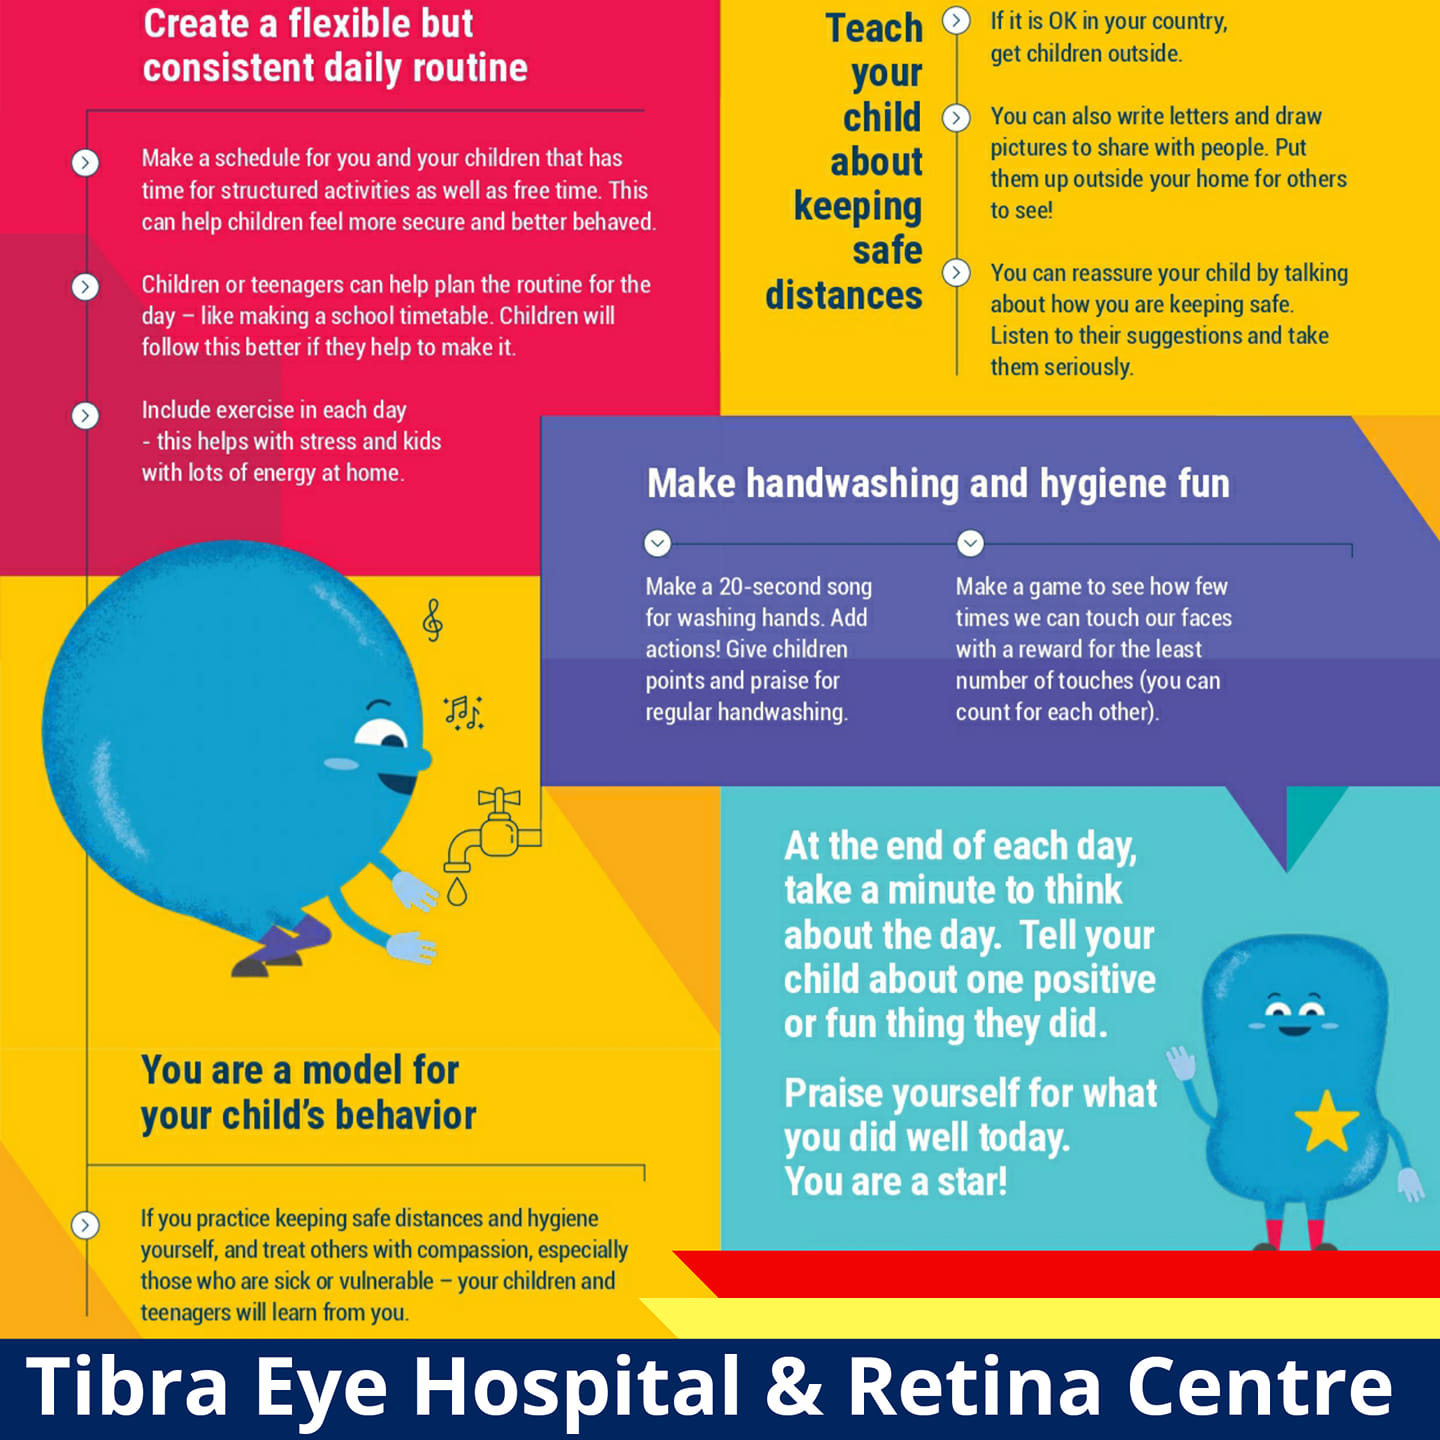 Create a flexible but
consistent daily routine
Make a schedule for you and your children that has
time for structured activities as well as free time. This
can help children feel more secure and better behaved.
Children or teenagers can help plan the routine for the
day – like making a school timetable. Children will
follow this better if they help to make it.
Include exercise in each day
- this helps with stress and kids
with lots of energy at home.
Teach
your
child
about
keeping
safe
distances
If it is OK in your country,
get children outside.
You can also write letters and draw
pictures to share with people. Put
them up outside your home for others
to see!
You can reassure your child by talking
about how you are keeping safe.
Listen to their suggestions and take
them seriously.
Make handwashing and hygiene fun
Make a 20-second song
for washing hands. Add
actions! Give children
points and praise for
regular handwashing.
Make a game to see how few
times we can touch our faces
with a reward for the least
number of touches (you can
count for each other).
You are a model for
your child’s behavior
If you practice keeping safe distances and hygiene
yourself, and treat others with compassion, especially
those who are sick or vulnerable – your children and
teenagers will learn from you.
At the end of each day,
take a minute to think
about the day.  Tell your
child about one positive
or fun thing they did.
Praise yourself for what
you did well today.
You are a star!
Tibra Eye Hospital & Retina Centre